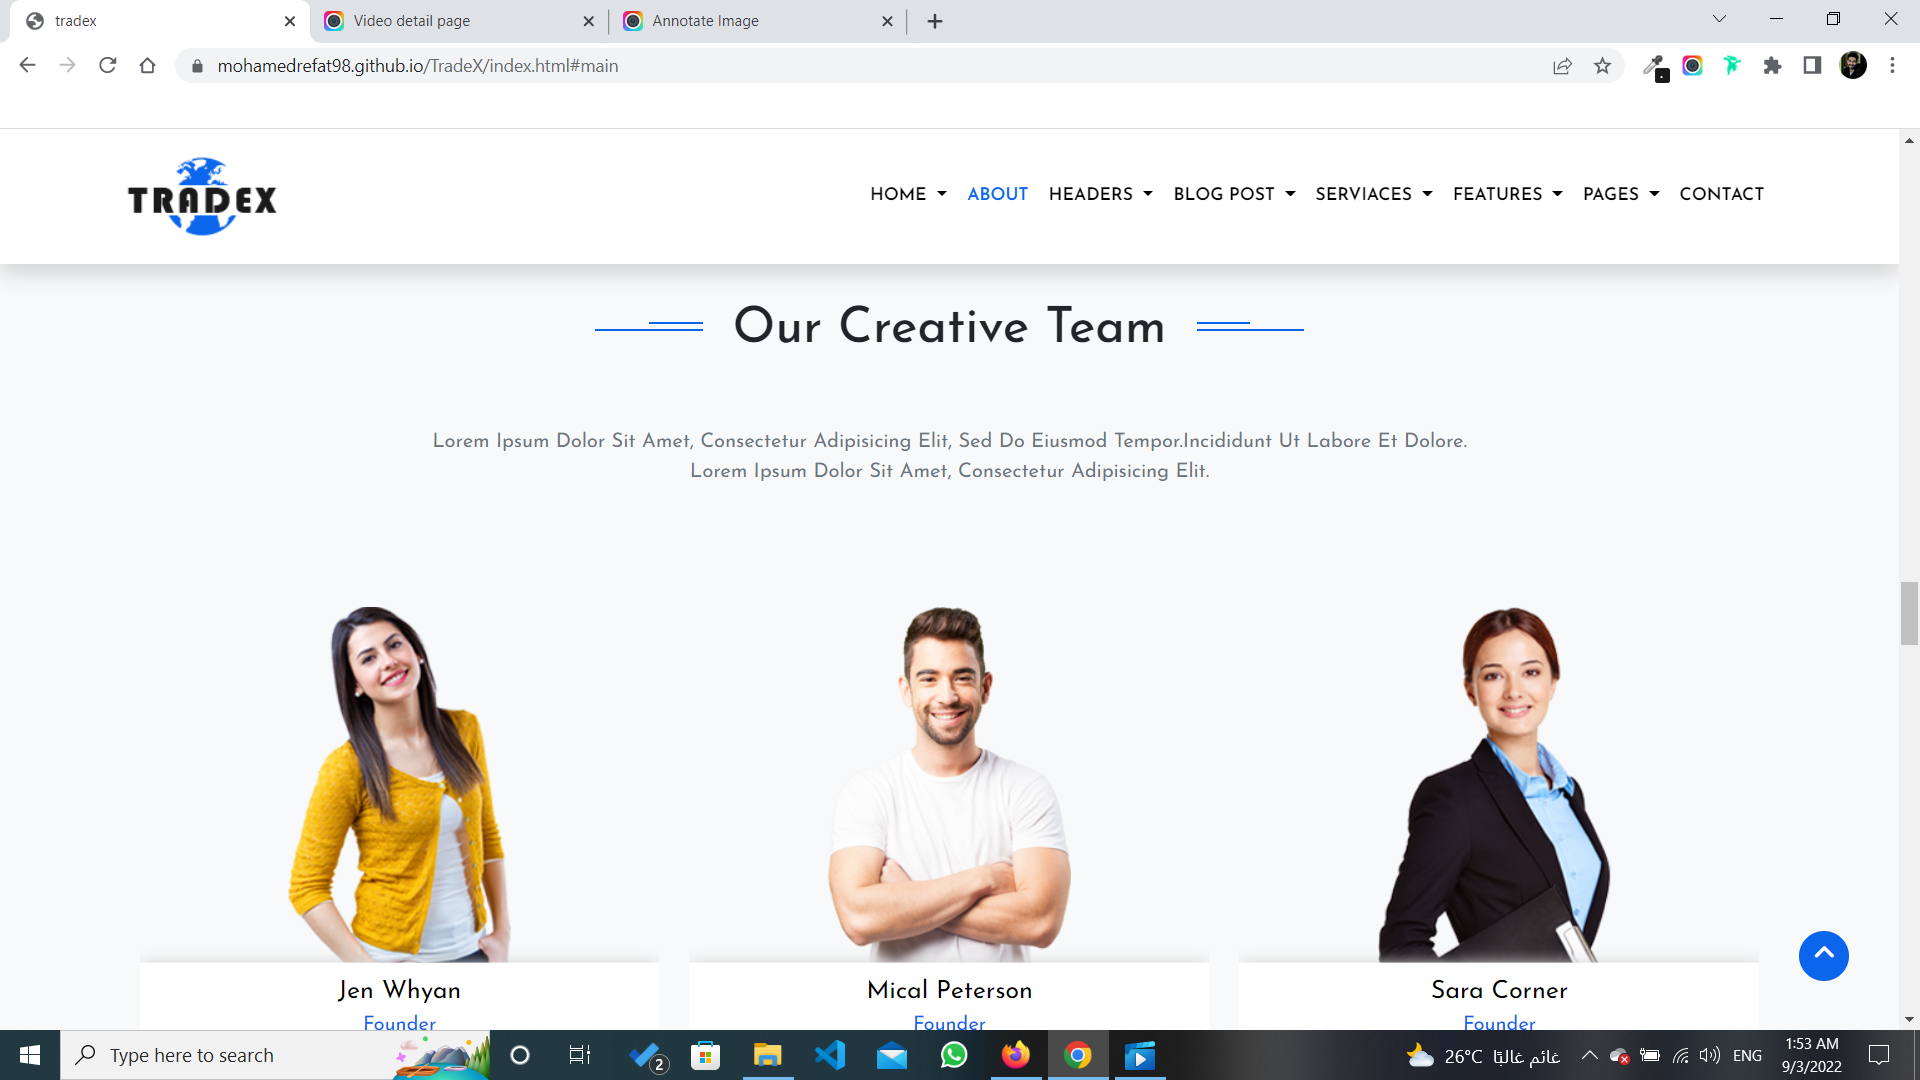 tradex
Video detail page
Annotate Image
mohamedrefat98.github.io/TradeX/index.html#main
TRADEX
HOME
ABOUT
HEADERS
BLOG POST
SERVIACES
FEATURES
PAGES
CONTACT
Our Creative Team
Lorem Ipsum Dolor Sit Amet, Consectetur Adipisicing Elit, Sed Do Eiusmod Tempor.Incididunt Ut Labore Et Dolore.
Lorem Ipsum Dolor Sit Amet, Consectetur Adipisicing Elit.
Jen Whyan
Founder
Mical Peterson
Founder
Sara Corner
Founder
Type here to search
2
26°C غائم غالبًا
ENG
1:53 AM
9/3/2022